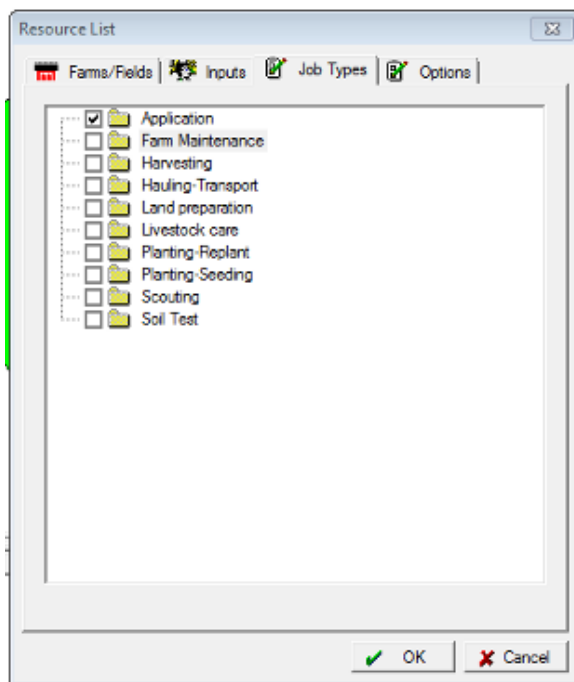 Resource List
Farms/Fields Inputs Job Types Options
Application
Farm Maintenance
Harvesting
Hauling-Transport
Land preparation
Livestock care
Planting-Replant
Planting-Seeding
Scouting
Soil Test
OK Cancel